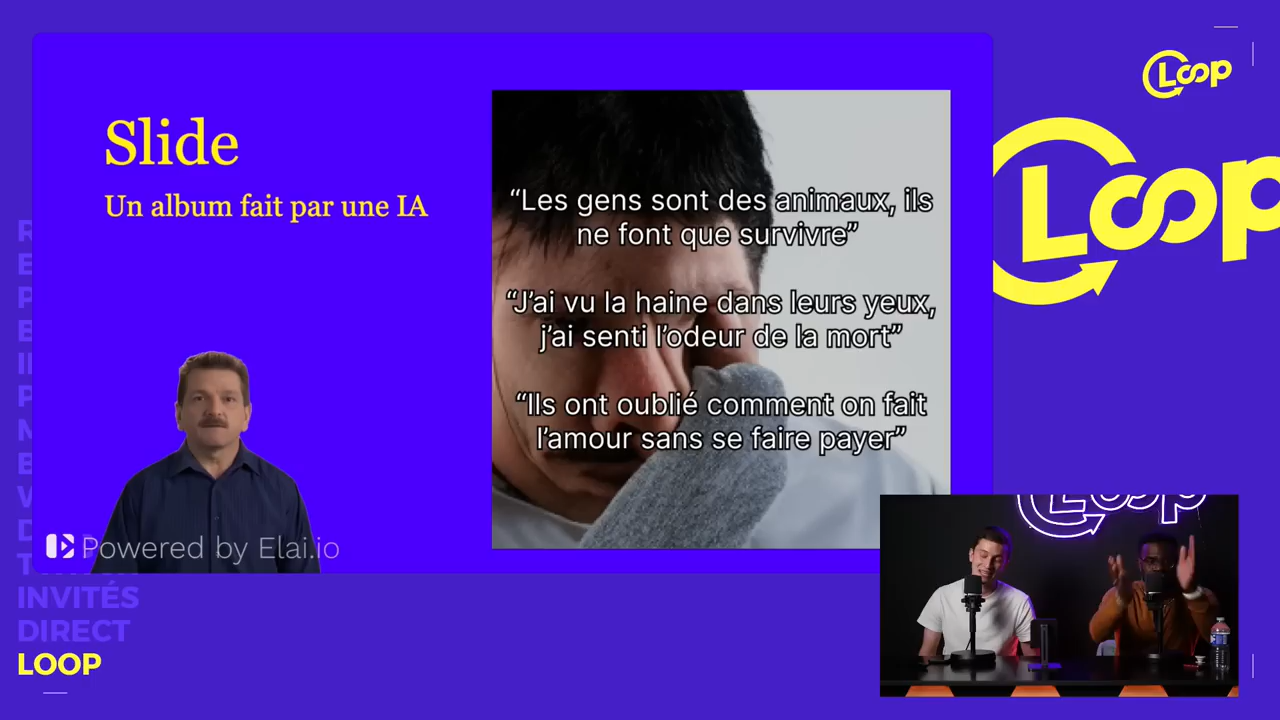 Slide
Un album fait par une IA
“Les gens sont des animaux, ils
ne font que survivre”
“J’ai vu la haine dans leurs yeux,
j’ai senti l’odeur de la mort”
“Ils ont oublié comment on fait
l’amour sans se faire payer”
Powered by Elai.io
LOOP
LOOP
LOOP
INVITÉS
DIRECT
LOOP